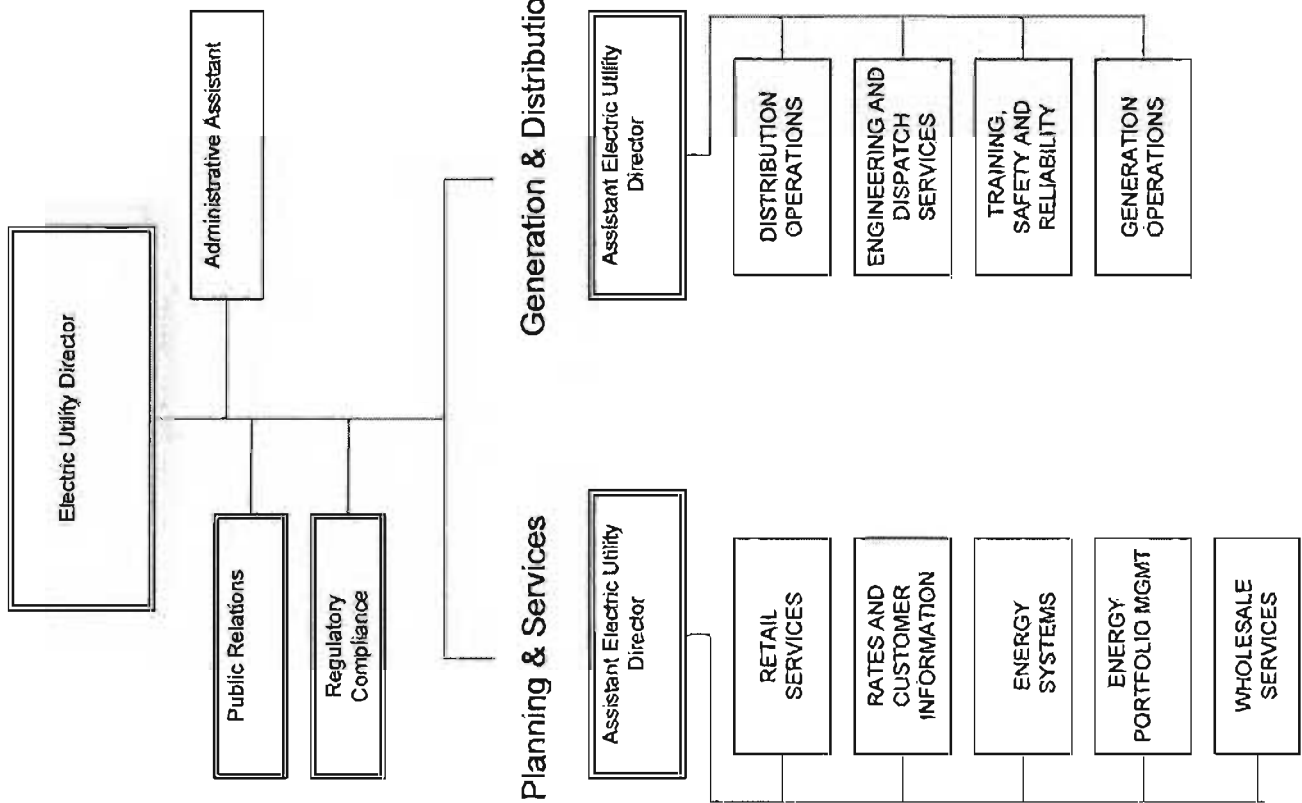 Electric Utility Director
Administrative Assistant
Public Relations
Regulatory
Compliance
Planning & Services
Assistant Electric Utility
Director
RETAIL
SERVICES
RATES AND
CUSTOMER
INFORMATION
ENERGY
SYSTEMS
ENERGY
PORTFOLIO MGMT
WHOLESALE
SERVICES
Generation & Distributio
Assistant Electric Utility
Director
DISTRIBUTION
OPERATIONS
ENGINEERING AND
DISPATCH
SERVICES
TRAINING,
SAFETY AND
RELIABILITY
GENERATION
OPERATIONS